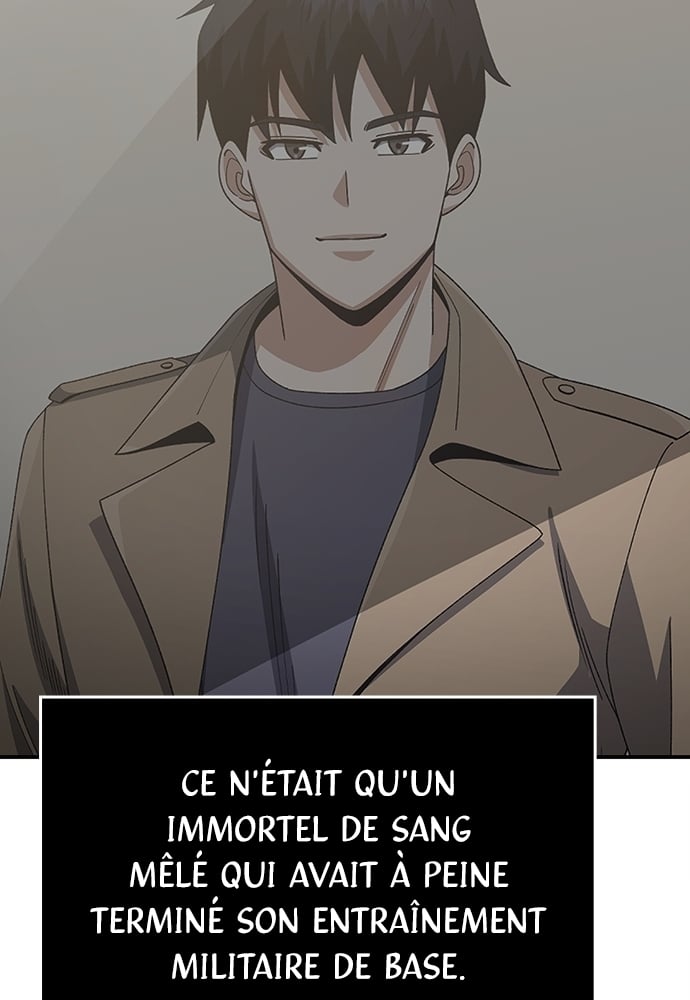 CE N'ÉTAIT QU'UN
IMMORTEL DE SANG
MÊLÉ QUI AVAIT À PEINE
TERMINÉ SON ENTRAÎNEMENT
MILITAIRE DE BASE.